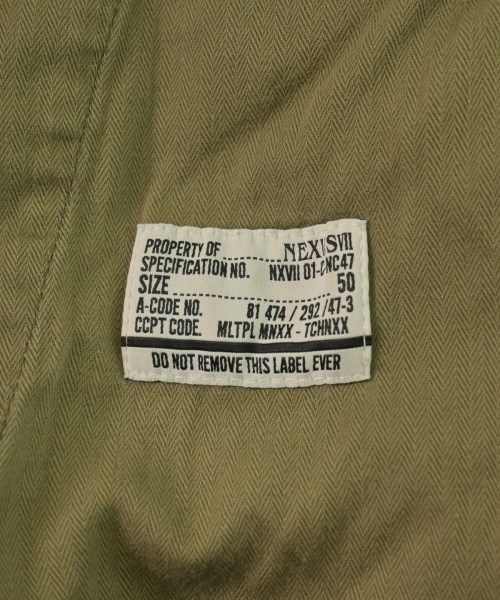 PROPERTY OF NEXUSVII
SPECIFICATION NO. NXVII 01-CNC47
SIZE 50
A-CODE NO. 81 474 / 292 /47-3
CCPT CODE. MLTPL MNXX - TCHNXX
DO NOT REMOVE THIS LABEL EVER